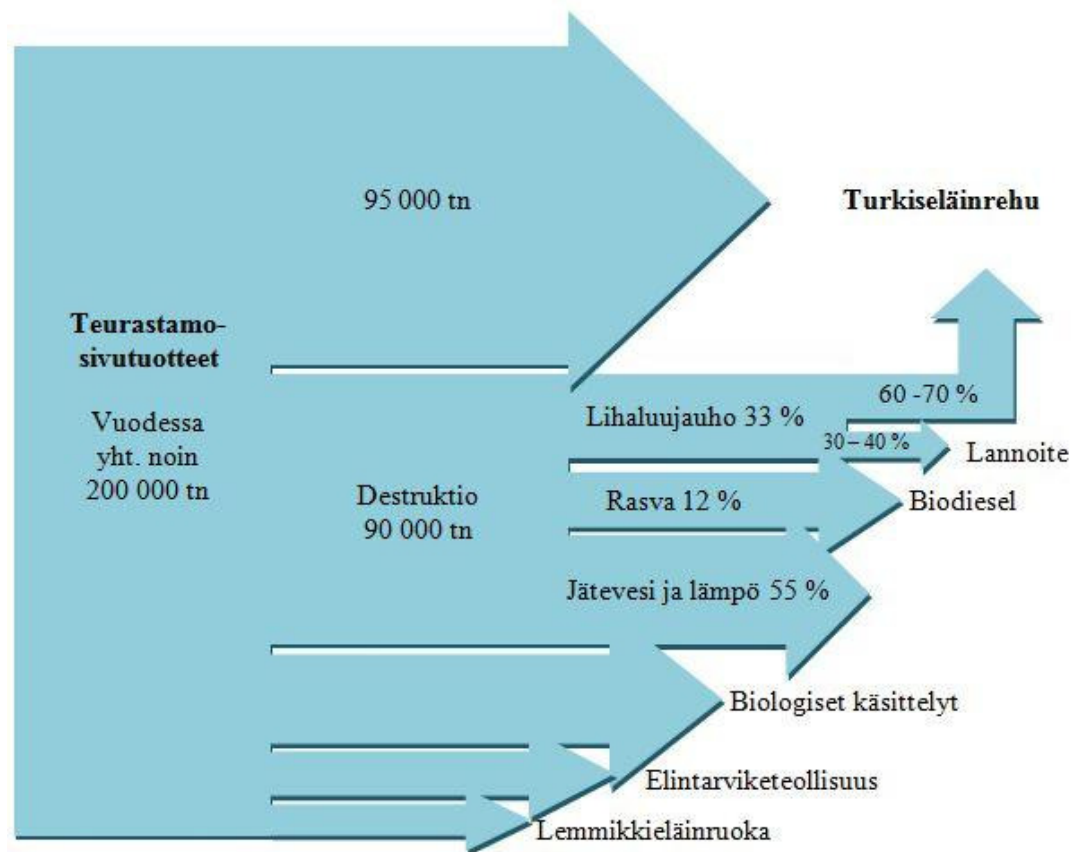 95 000 tn
Turkiseläinrehu
Teurastamo-
sivutuotteet
Vuodessa
yht. noin
200 000 tn
60 -70 %
Lihaluujauho 33 %
30 – 40 %
Lannoite
Destruktio
90 000 tn
Rasva 12 %
Biodiesel
Jätevesi ja lämpö 55 %
Biologiset käsittelyt
Elintarviketeollisuus
Lemmikkieläinruoka